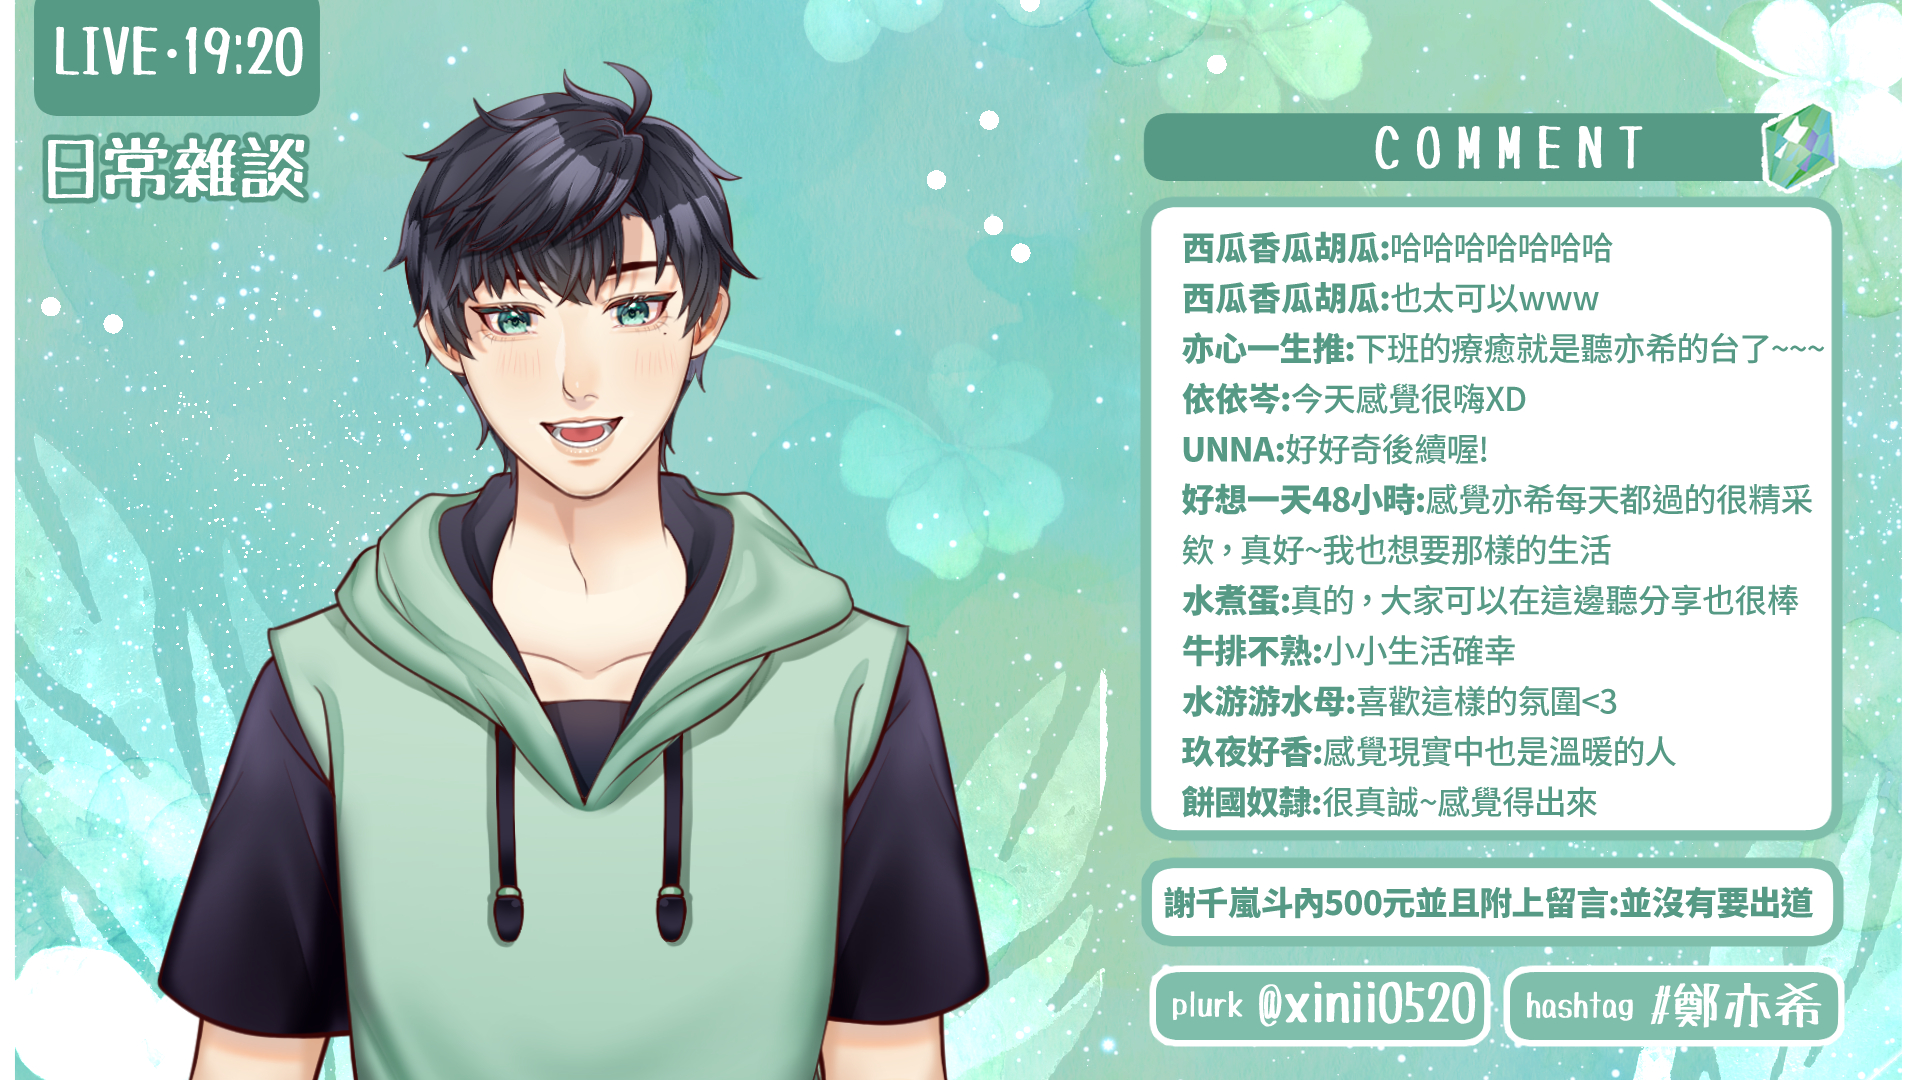 LIVE·19:20
日常雜談
COMMENT
西瓜香瓜胡瓜:哈哈哈哈哈哈哈
西瓜香瓜胡瓜:也太可以www
亦心一生推:下班的療癒就是聽亦希的台了~~~
依依岑:今天感覺很嗨XD
UNNA:好好奇後續喔!
好想一天48小時:感覺亦希每天都過的很精采
欸，真好~我也想要那樣的生活
水煮蛋:真的，大家可以在這邊聽分享也很棒
牛排不熟:小小生活確幸
水游游水母:喜歡這樣的氛圍<3
玖夜好香:感覺現實中也是溫暖的人
餅國奴隸:很真誠~感覺得出來
謝千嵐斗內500元並且附上留言:並沒有要出道
plurk @xinii0520
hashtag #鄭亦希